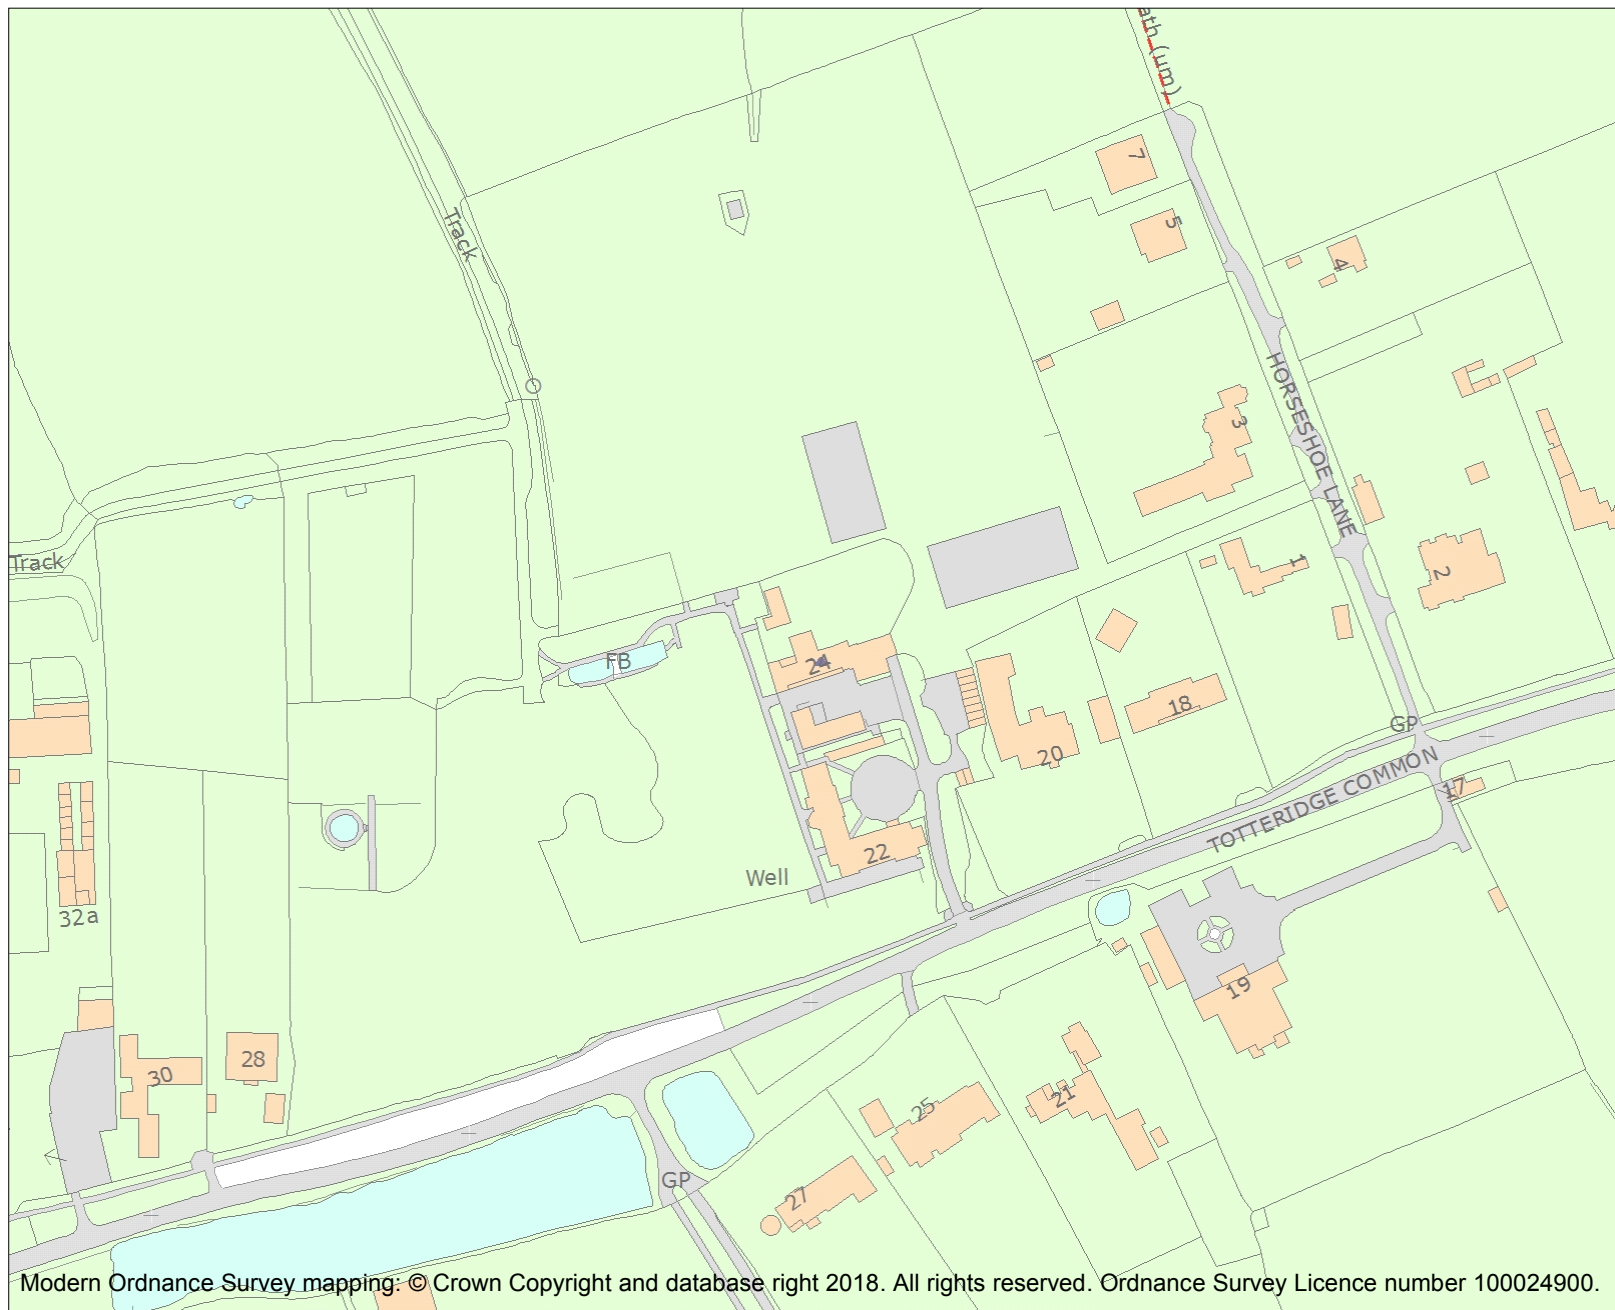 ath (um)
7
5
4
Track
HORSESHOE LANE
3
Track
1
2
FB
24
18
GP
20
TOTTERIDGE COMMON
17
22
Well
32a
19
28
30
21
25
GP
27
Modern Ordnance Survey mapping: © Crown Copyright and database right 2018. All rights reserved. Ordnance Survey Licence number 100024900.